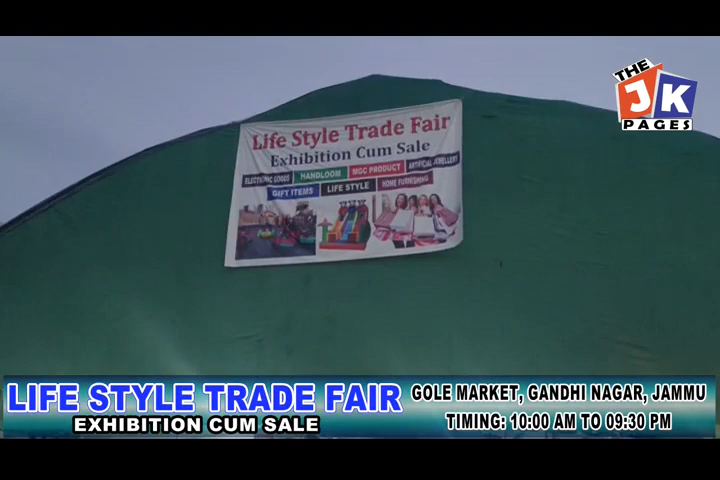 THE
JK
PAGES
Life Style Trade Fair
Exhibition Cum Sale
ELECTRONIC GOODS HANDLOOM MGC PRODUCT ARTIFICIAL JEWELLERY
GIFT ITEMS LIFE STYLE HOME FURNISHING
LIFE STYLE TRADE FAIR
EXHIBITION CUM SALE
GOLE MARKET, GANDHI NAGAR, JAMMU
TIMING: 10:00 AM TO 09:30 PM